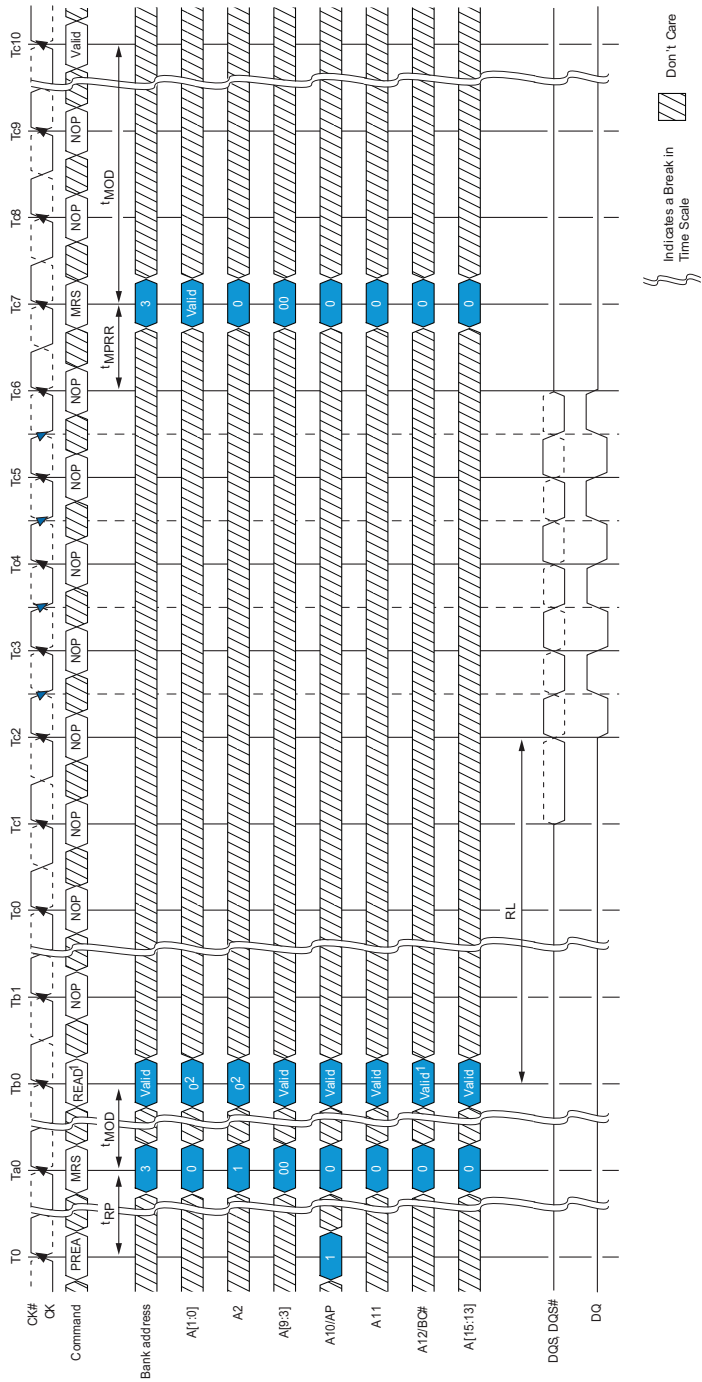 T0 Ta0 Tb0 Tb1 Tc0 Tc1 Tc2 Tc3 Tc4 Tc5 Tc6 Tc7 Tc8 Tc9 Tc10
CK#
CK
Command PREA MRS READ1 NOP NOP NOP NOP NOP NOP NOP NOP MRS NOP NOP Valid
tRP tMOD tMPRR tMOD
Bank address 3 Valid 3
A[1:0] 0 0² Valid
A2 1 0² 0
A[9:3] 00 Valid 00
A10/AP 1 0 Valid 0
A11 0 Valid 0
A12/BC# 0 Valid1 0
A[15:13] 0 Valid 0
RL
DQS, DQS#
DQ
Indicates a Break in
Time Scale
Don't Care